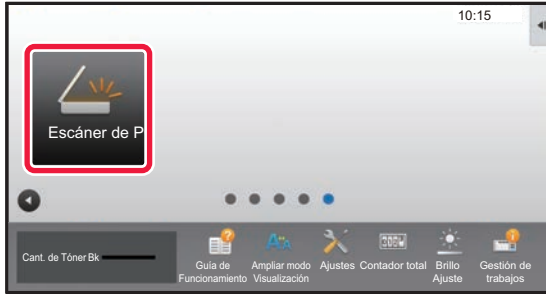 10:15
Escáner de P
Cant. de Tóner Bk
Guía de
Funcionamiento
Ampliar modo
Visualización
Ajustes
Contador total
Brillo
Ajuste
Gestión de
trabajos